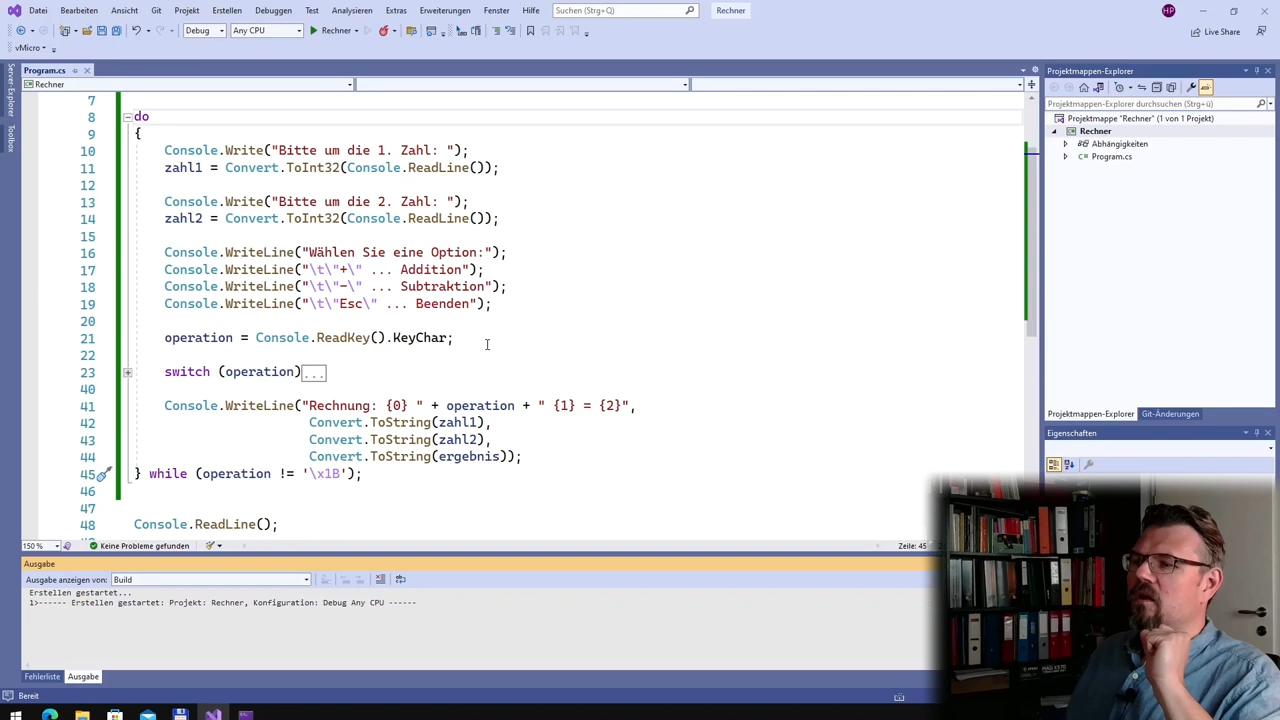 Datei Bearbeiten Ansicht Git Projekt Erstellen Debuggen Test Analysieren Extras Erweiterungen Fenster Hilfe Suchen (Strg+Q) Rechner HP
Debug Any CPU Rechner Live Share
vMicro
Server-Explorer
Toolbox
Program.cs
Rechner
7
8 do
9 {
10 Console.Write("Bitte um die 1. Zahl: ");
11 zahl1 = Convert.ToInt32(Console.ReadLine());
12
13 Console.Write("Bitte um die 2. Zahl: ");
14 zahl2 = Convert.ToInt32(Console.ReadLine());
15
16 Console.WriteLine("Wählen Sie eine Option:");
17 Console.WriteLine("\t\"+\" ... Addition");
18 Console.WriteLine("\t\"-\" ... Subtraktion");
19 Console.WriteLine("\t\"Esc\" ... Beenden");
20
21 operation = Console.ReadKey().KeyChar;
22
23 switch (operation)...
40
41 Console.WriteLine("Rechnung: {0} " + operation + " {1} = {2}",
42 Convert.ToString(zahl1),
43 Convert.ToString(zahl2),
44 Convert.ToString(ergebnis));
45 } while (operation != '\x1B');
46
47
48 Console.ReadLine();
150 % Keine Probleme gefunden Zeile: 45
Ausgabe
Ausgabe anzeigen von: Build
Erstellen gestartet...
1>------ Erstellen gestartet: Projekt: Rechner, Konfiguration: Debug Any CPU ------
Fehlerliste Ausgabe
Bereit
Projektmappen-Explorer
Projektmappen-Explorer durchsuchen (Strg+ü)
Projektmappe "Rechner" (1 von 1 Projekt)
Rechner
Abhängigkeiten
Program.cs
Projektmappen-Explorer Git-Änderungen
Eigenschaften